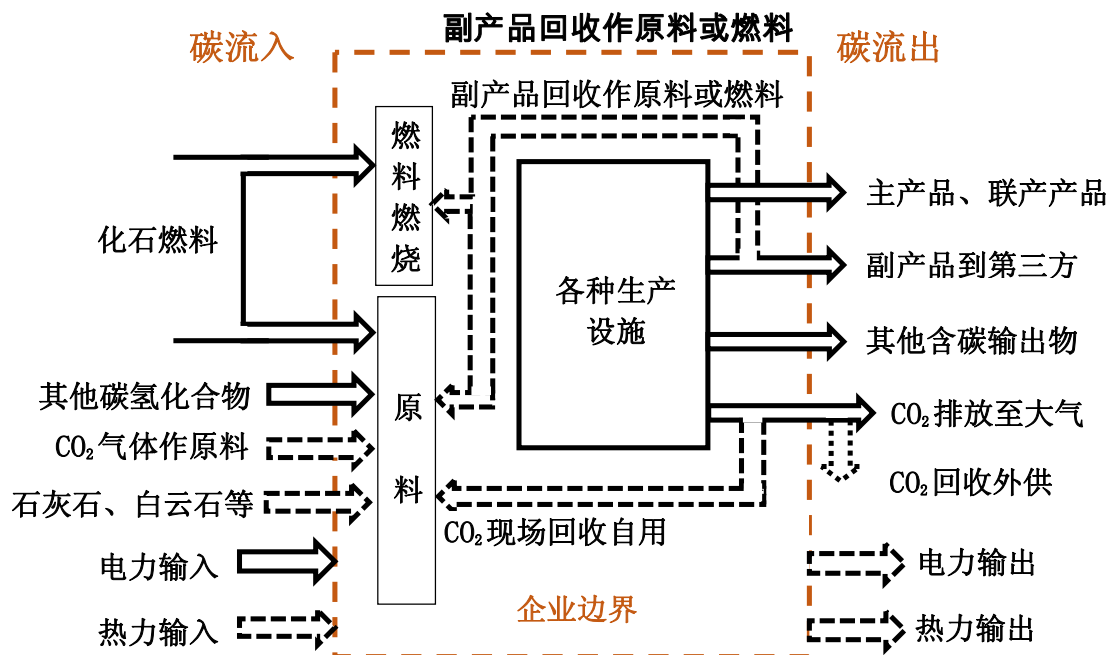 副产品回收作原料或燃料
碳流入
碳流出
副产品回收作原料或燃料
燃料燃烧
化石燃料
各种生产
设施
主产品、联产产品
副产品到第三方
其他含碳输出物
其他碳氢化合物
原料
CO₂排放至大气
CO₂气体作原料
CO₂回收外供
石灰石、白云石等
CO₂现场回收自用
电力输入
电力输出
企业边界
热力输入
热力输出